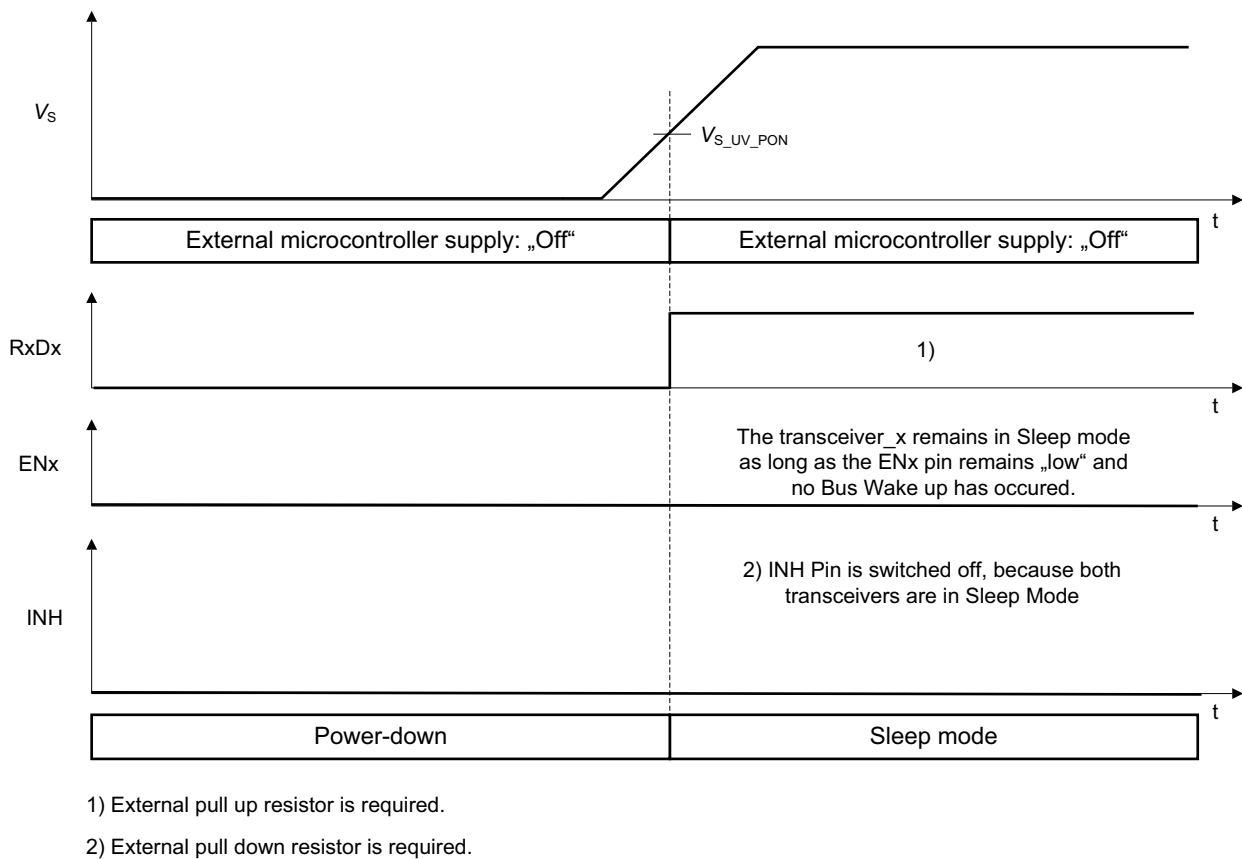 V_S
V_S_UV_PON
t
External microcontroller supply: „Off“
External microcontroller supply: „Off“
RxDx
1)
t
ENx
The transceiver_x remains in Sleep mode
as long as the ENx pin remains „low“ and
no Bus Wake up has occured.
t
INH
2) INH Pin is switched off, because both
transceivers are in Sleep Mode
t
Power-down
Sleep mode
1) External pull up resistor is required.
2) External pull down resistor is required.